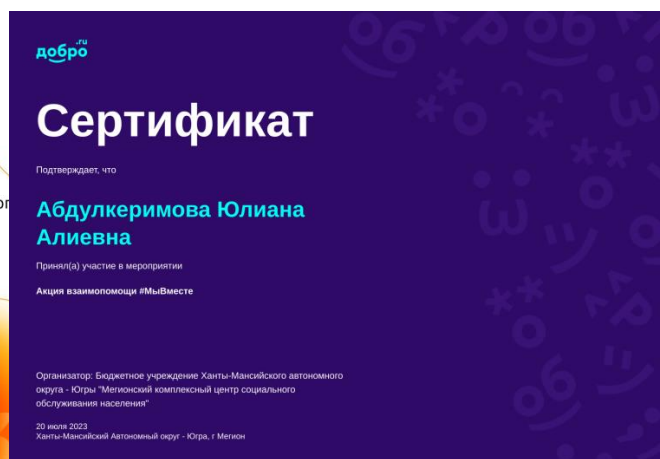 добро.ru
Сертификат
Подтверждает, что
Абдулкеримова Юлиана
Алиевна
Принял(а) участие в мероприятии
Акция взаимопомощи #МыВместе
Организатор: Бюджетное учреждение Ханты-Мансийского автономного
округа - Югры "Мегионский комплексный центр социального
обслуживания населения"
20 июля 2023
Ханты-Мансийский Автономный округ - Югра, г Мегион